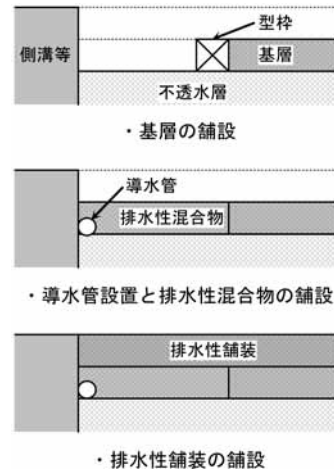 型枠
側溝等
基層
不透水層
・基層の舗設
導水管
排水性混合物
・導水管設置と排水性混合物の舗設
排水性舗装
・排水性舗装の舗設